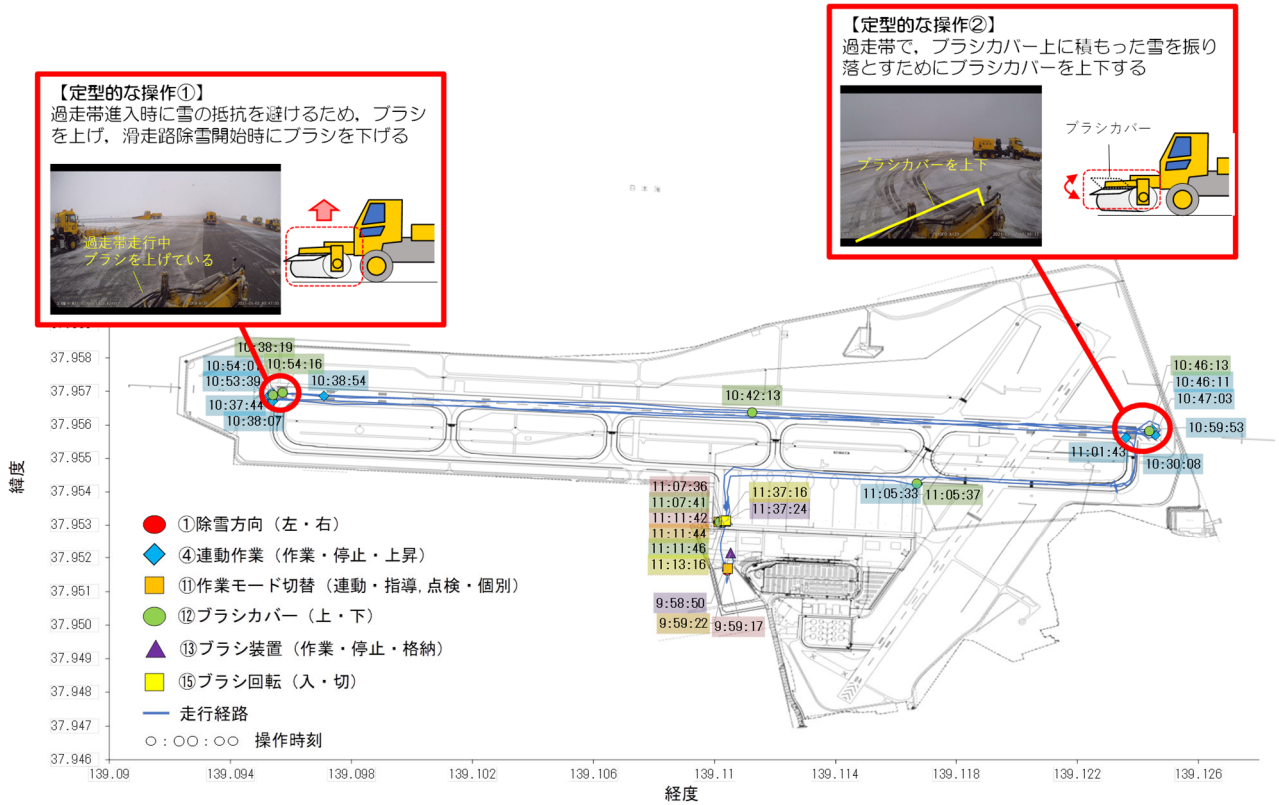 【定型的な操作①】
過走帯進入時に雪の抵抗を避けるため，ブラシ
を上げ，滑走路除雪開始時にブラシを下げる
過走帯走行中
ブラシを上げている
【定型的な操作②】
過走帯で，ブラシカバー上に積もった雪を振り
落とすためにブラシカバーを上下する
ブラシカバーを上下
ブラシカバー
日本海
緯度
37.958
37.957
37.956
37.955
37.954
37.953
37.952
37.951
37.950
37.949
37.948
37.947
37.946
139.09
139.094
139.098
139.102
139.106
139.11
139.114
139.118
139.122
139.126
経度
10:38:19
10:54:16
10:53:39
10:38:54
10:37:44
10:38:07
10:42:13
10:46:13
10:46:11
10:47:03
10:59:53
11:01:43
10:30:08
11:05:33
11:05:37
11:07:36
11:07:41
11:11:42
11:11:44
11:11:46
11:13:16
11:37:16
11:37:24
9:58:50
9:59:22
9:59:17
①除雪方向（左・右）
④連動作業（作業・停止・上昇）
⑪作業モード切替（連動・指導,点検・個別）
⑫ブラシカバー（上・下）
⑬ブラシ装置（作業・停止・格納）
⑮ブラシ回転（入・切）
走行経路
○:○○:○○ 操作時刻